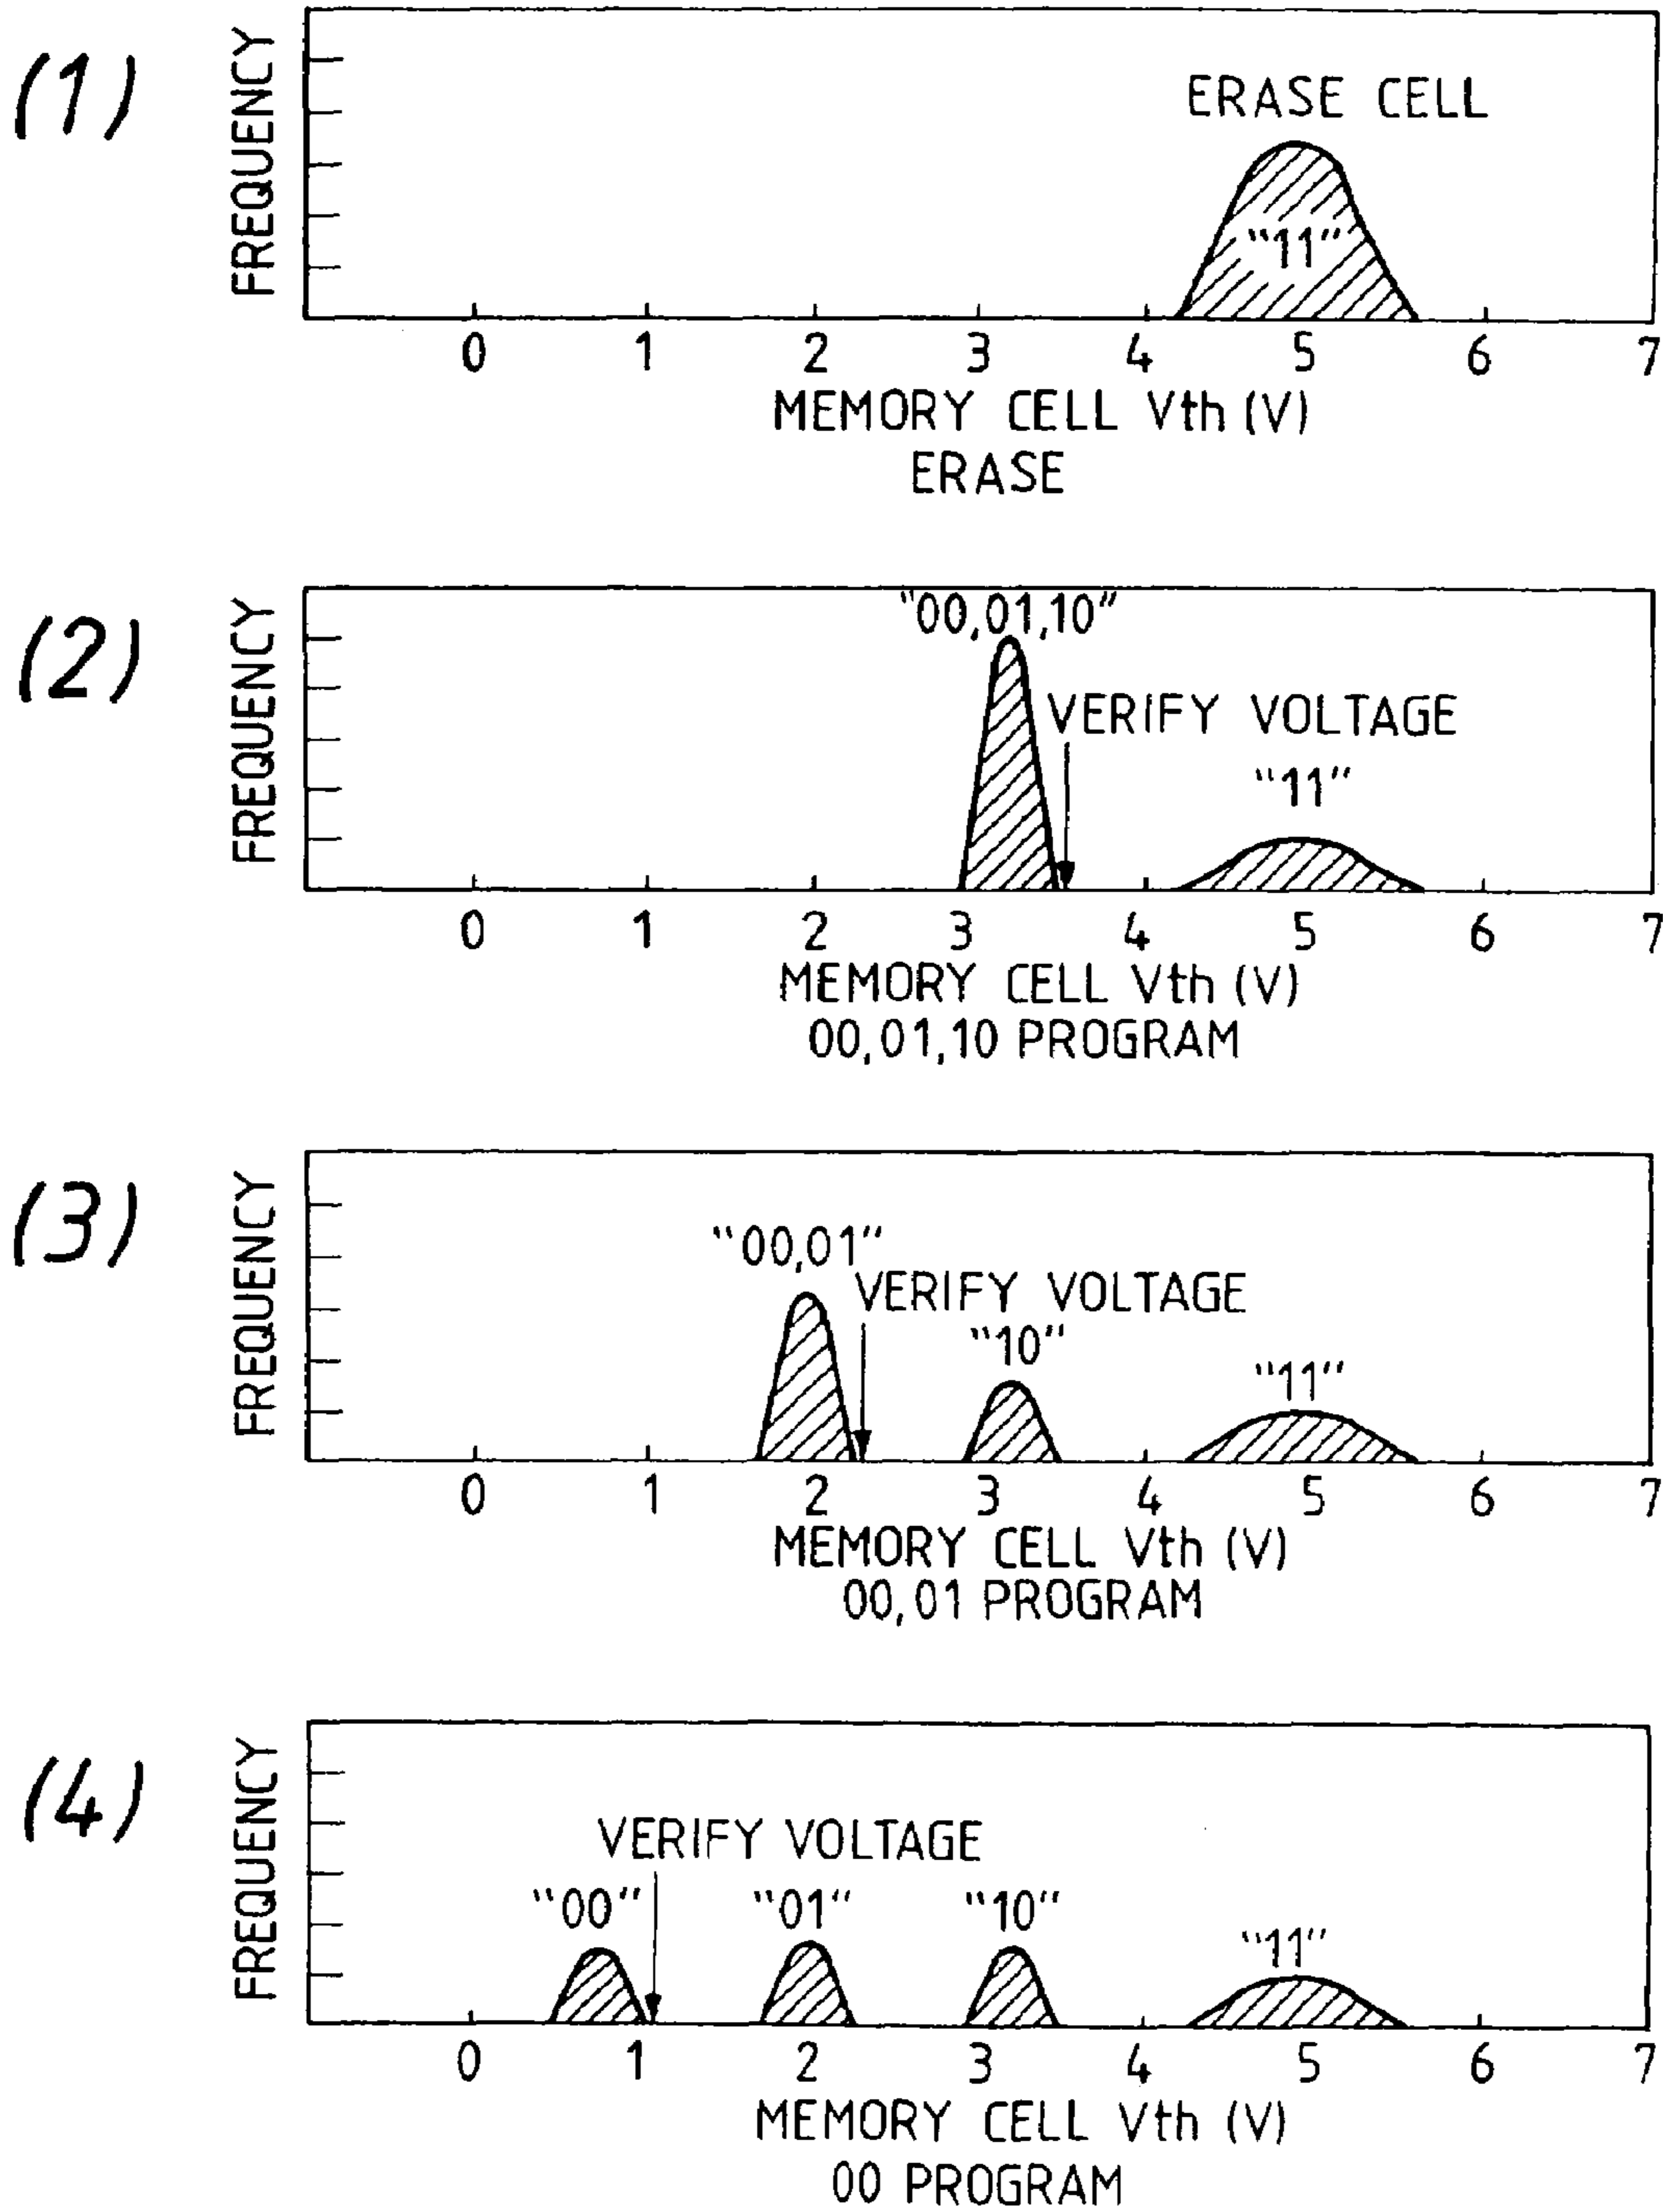 (1)
FREQUENCY
ERASE CELL
"11"
0 1 2 3 4 5 6 7
MEMORY CELL Vth (V)
ERASE
(2)
FREQUENCY
"00,01,10"
VERIFY VOLTAGE
"11"
0 1 2 3 4 5 6 7
MEMORY CELL Vth (V)
00,01,10 PROGRAM
(3)
FREQUENCY
"00,01"
VERIFY VOLTAGE
"10"
"11"
0 1 2 3 4 5 6 7
MEMORY CELL Vth (V)
00,01 PROGRAM
(4)
FREQUENCY
VERIFY VOLTAGE
"00" "01" "10" "11"
0 1 2 3 4 5 6 7
MEMORY CELL Vth (V)
00 PROGRAM